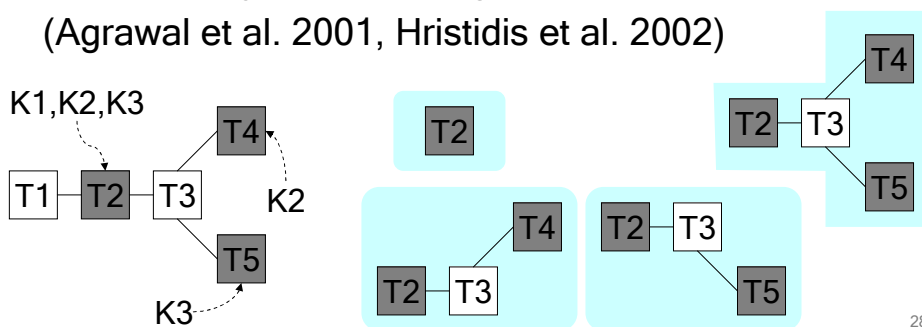 (Agrawal et al. 2001, Hristidis et al. 2002)
K1,K2,K3
T1
T2
T3
T4
K2
T5
K3
T2
T2
T3
T4
T2
T3
T5
T2
T3
T4
T5